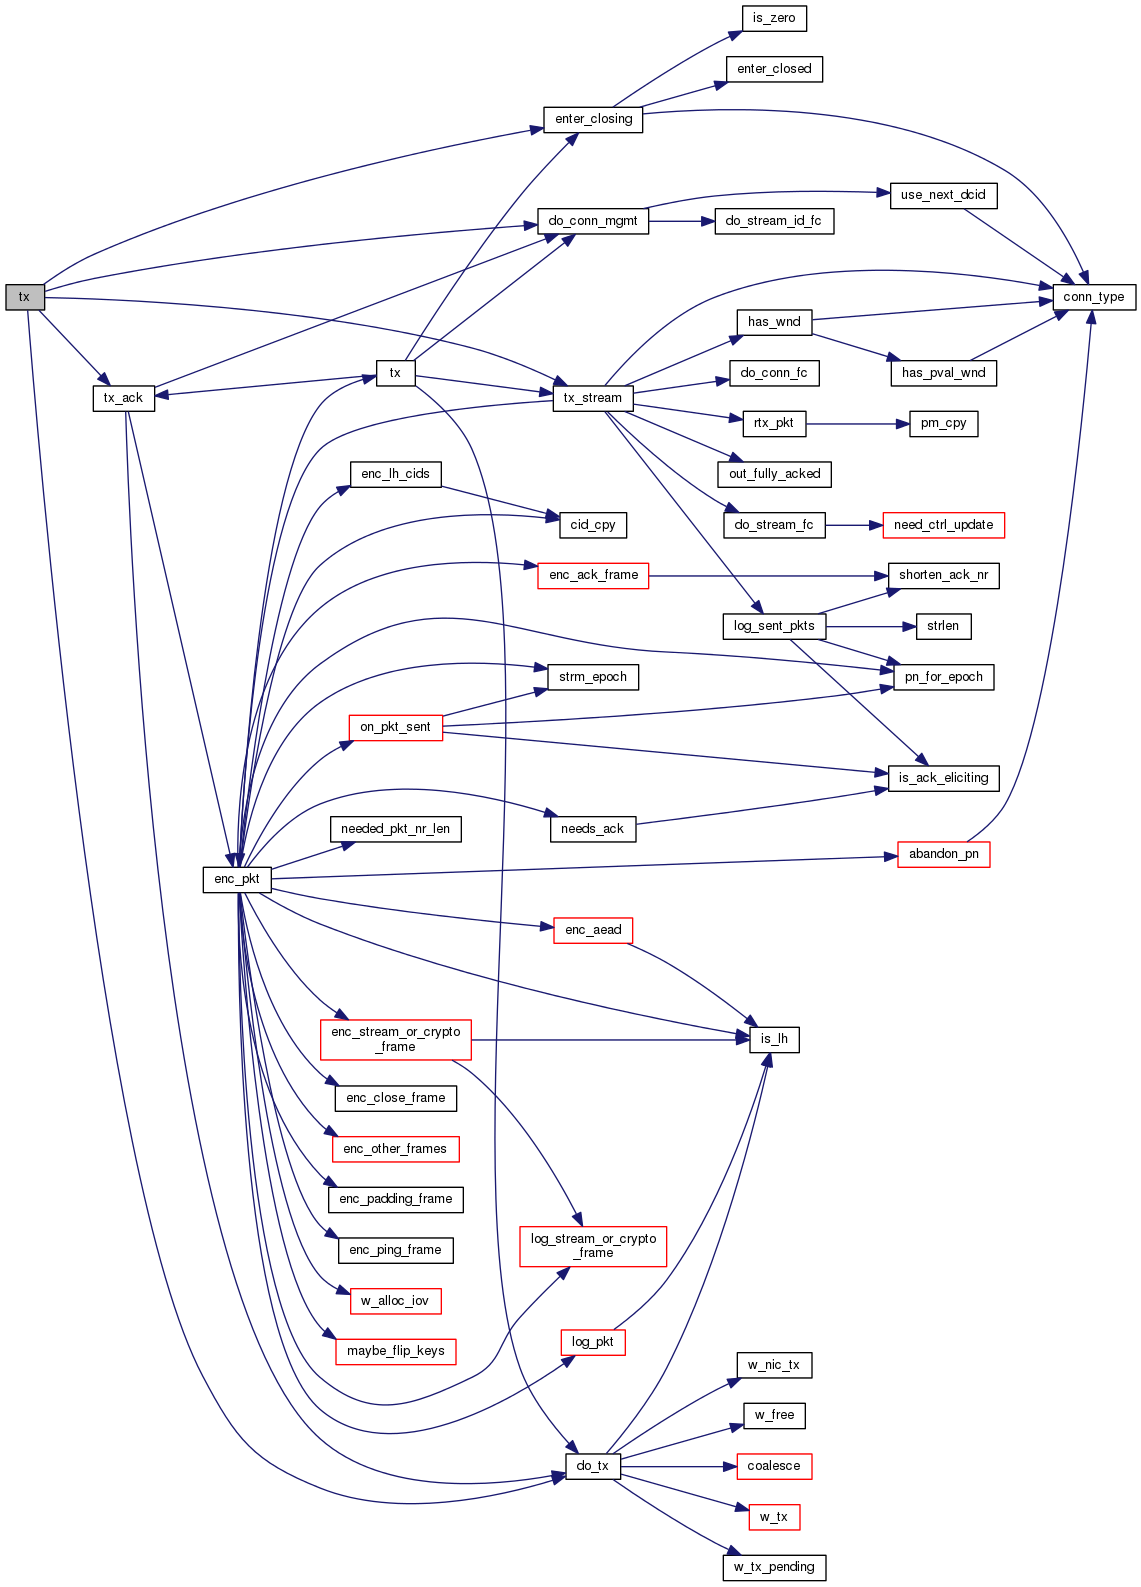 is_zero
enter_closed
enter_closing
use_next_dcid
do_conn_mgmt
do_stream_id_fc
tx
conn_type
has_wnd
tx
do_conn_fc
has_pval_wnd
tx_ack
tx_stream
rtx_pkt
pm_cpy
enc_lh_cids
out_fully_acked
cid_cpy
do_stream_fc
need_ctrl_update
enc_ack_frame
shorten_ack_nr
log_sent_pkts
strlen
strm_epoch
pn_for_epoch
on_pkt_sent
is_ack_eliciting
needed_pkt_nr_len
needs_ack
abandon_pn
enc_pkt
enc_aead
enc_stream_or_crypto
_frame
is_lh
enc_close_frame
enc_other_frames
enc_padding_frame
log_stream_or_crypto
_frame
enc_ping_frame
w_alloc_iov
log_pkt
maybe_flip_keys
w_nic_tx
w_free
do_tx
coalesce
w_tx
w_tx_pending